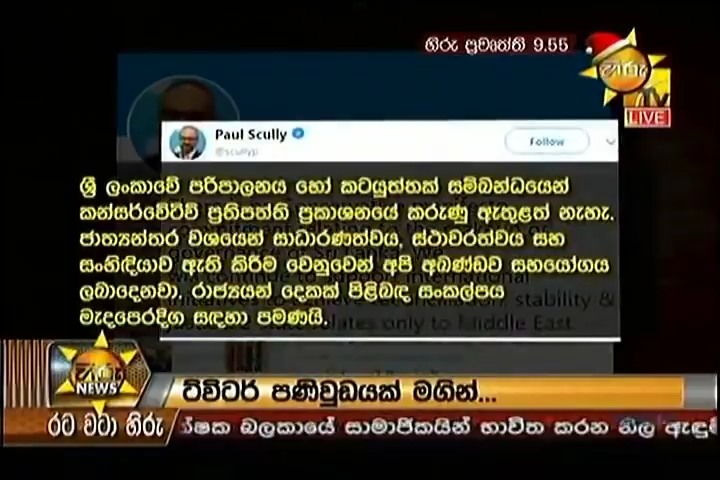 හිරු ප්‍රවෘත්ති 9.55
හිරු
tv
LIVE
Paul Scully
@scullyp
Follow
ශ්‍රී ලංකාවේ පරිපාලනය හෝ කටයුත්තක් සම්බන්ධයෙන්
කන්සර්වේටිව් ප්‍රතිපත්ති ප්‍රකාශනයේ කරුණු ඇතුළත් නැහැ.
ජාත්‍යන්තර වශයෙන් සාධාරණත්වය, ස්ථාවරත්වය සහ
සංහිඳියාව ඇති කිරීම වෙනුවෙන් අපි අඛණ්ඩව සහයෝගය
ලබාදෙනවා. රාජ්‍යයන් දෙකක් පිළිබඳ සංකල්පය
මැදපෙරදිග සඳහා පමණයි.
stability &
relates only to Middle East
හිරු
NEWS
ට්විටර් පණිවුඩයක් මගින්...
රට වටා හිරු
ක්ෂක බලකායේ සාමාජිකයින් භාවිත කරන නිල ඇඳුම්